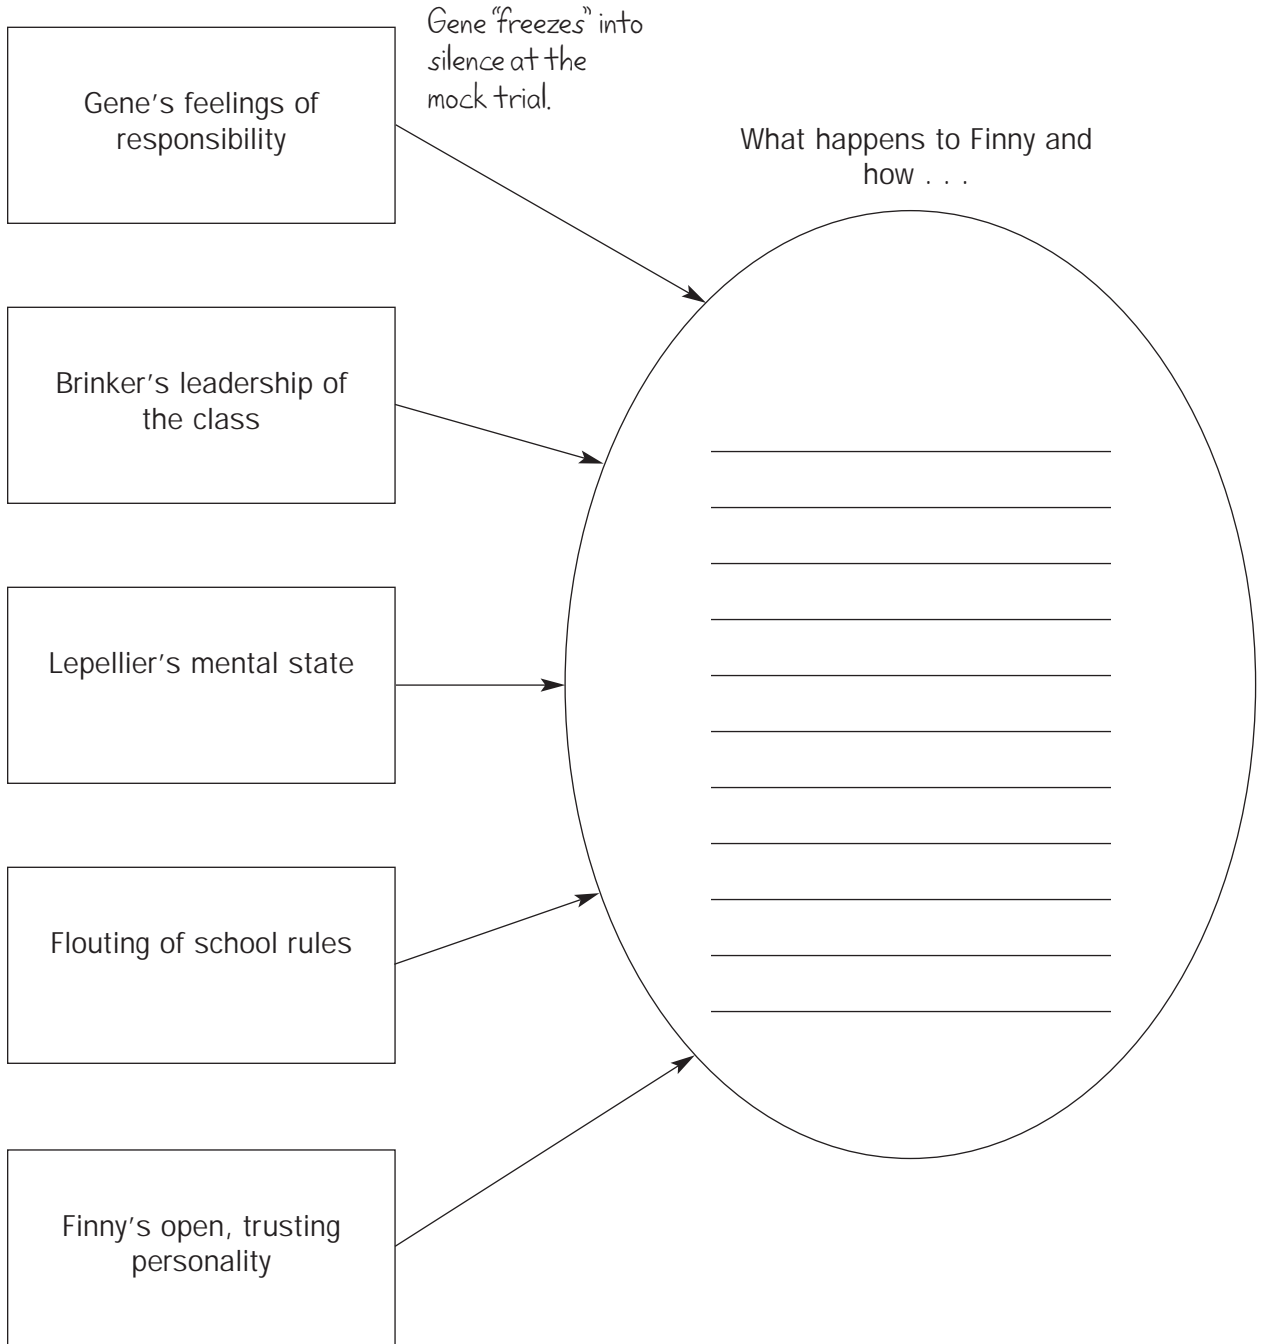 Gene's feelings of
responsibility
Gene “freezes” into
silence at the
mock trial.
What happens to Finny and
how . . .
Brinker's leadership of
the class
Lepellier's mental state
Flouting of school rules
Finny's open, trusting
personality